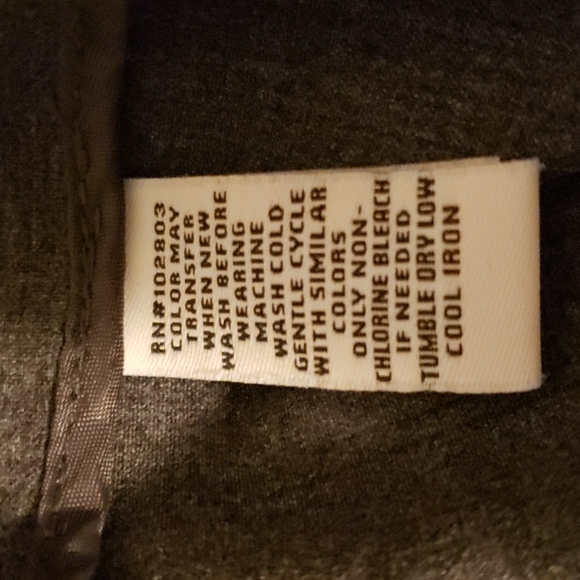 RN#102803
COLOR MAY
TRANSFER
WHEN NEW
WASH BEFORE
WEARING
MACHINE
WASH COLD
GENTLE CYCLE
WITH SIMILAR
COLORS
ONLY NON-
CHLORINE BLEACH
IF NEEDED
TUMBLE DRY LOW
COOL IRON